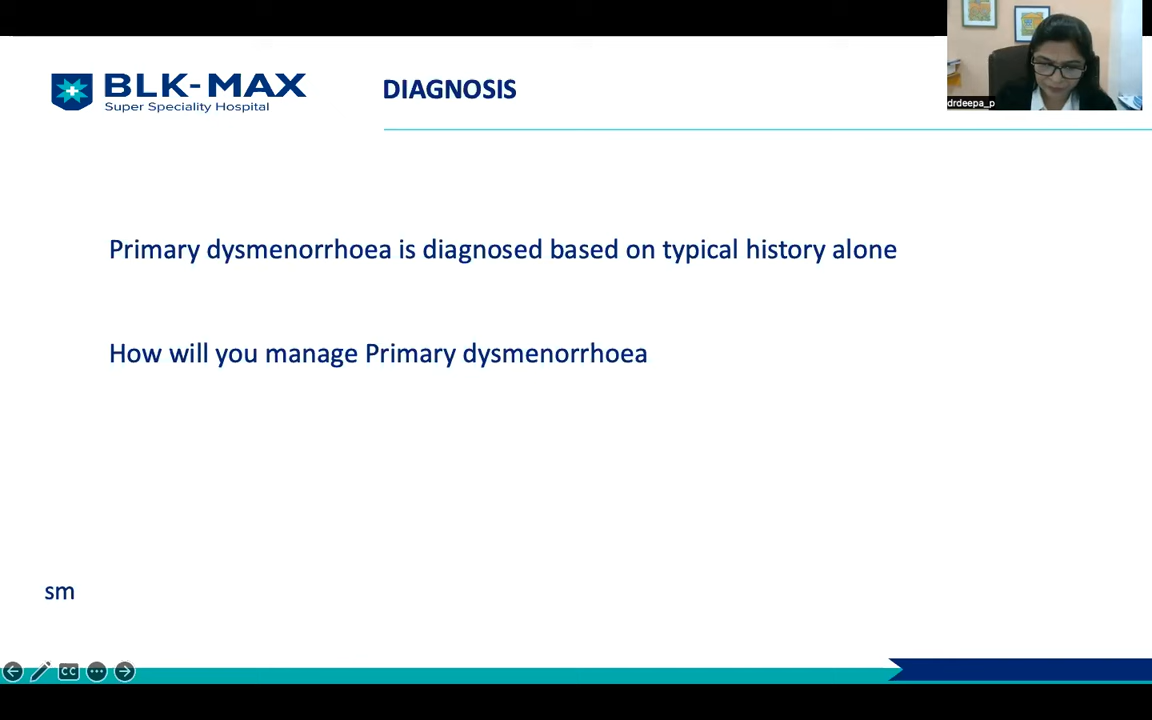 BLK-MAX
Super Speciality Hospital
DIAGNOSIS
drdeepa_p
Primary dysmenorrhoea is diagnosed based on typical history alone
How will you manage Primary dysmenorrhoea
sm
CC